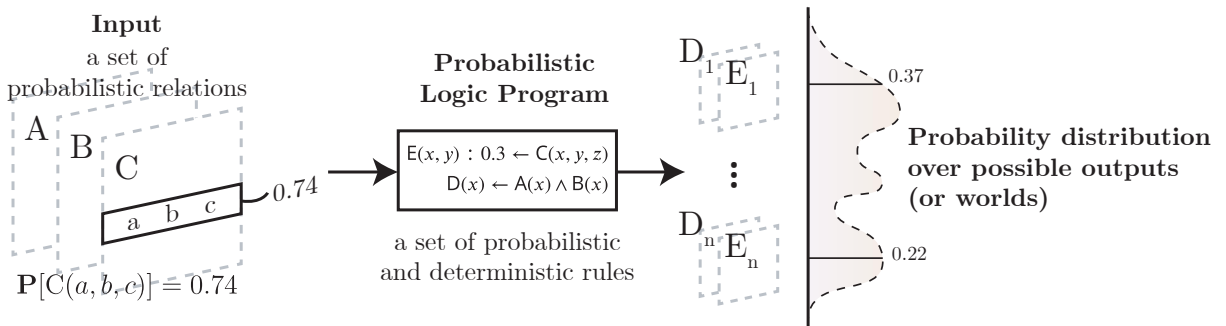 Input
a set of
probabilistic relations
A
B
C
a b c
0.74
P[C(a, b, c)] = 0.74
Probabilistic
Logic Program
E(x, y) : 0.3 ← C(x, y, z)
D(x) ← A(x) ∧ B(x)
a set of probabilistic
and deterministic rules
D1
E1
⋮
Dn
En
0.37
0.22
Probability distribution
over possible outputs
(or worlds)